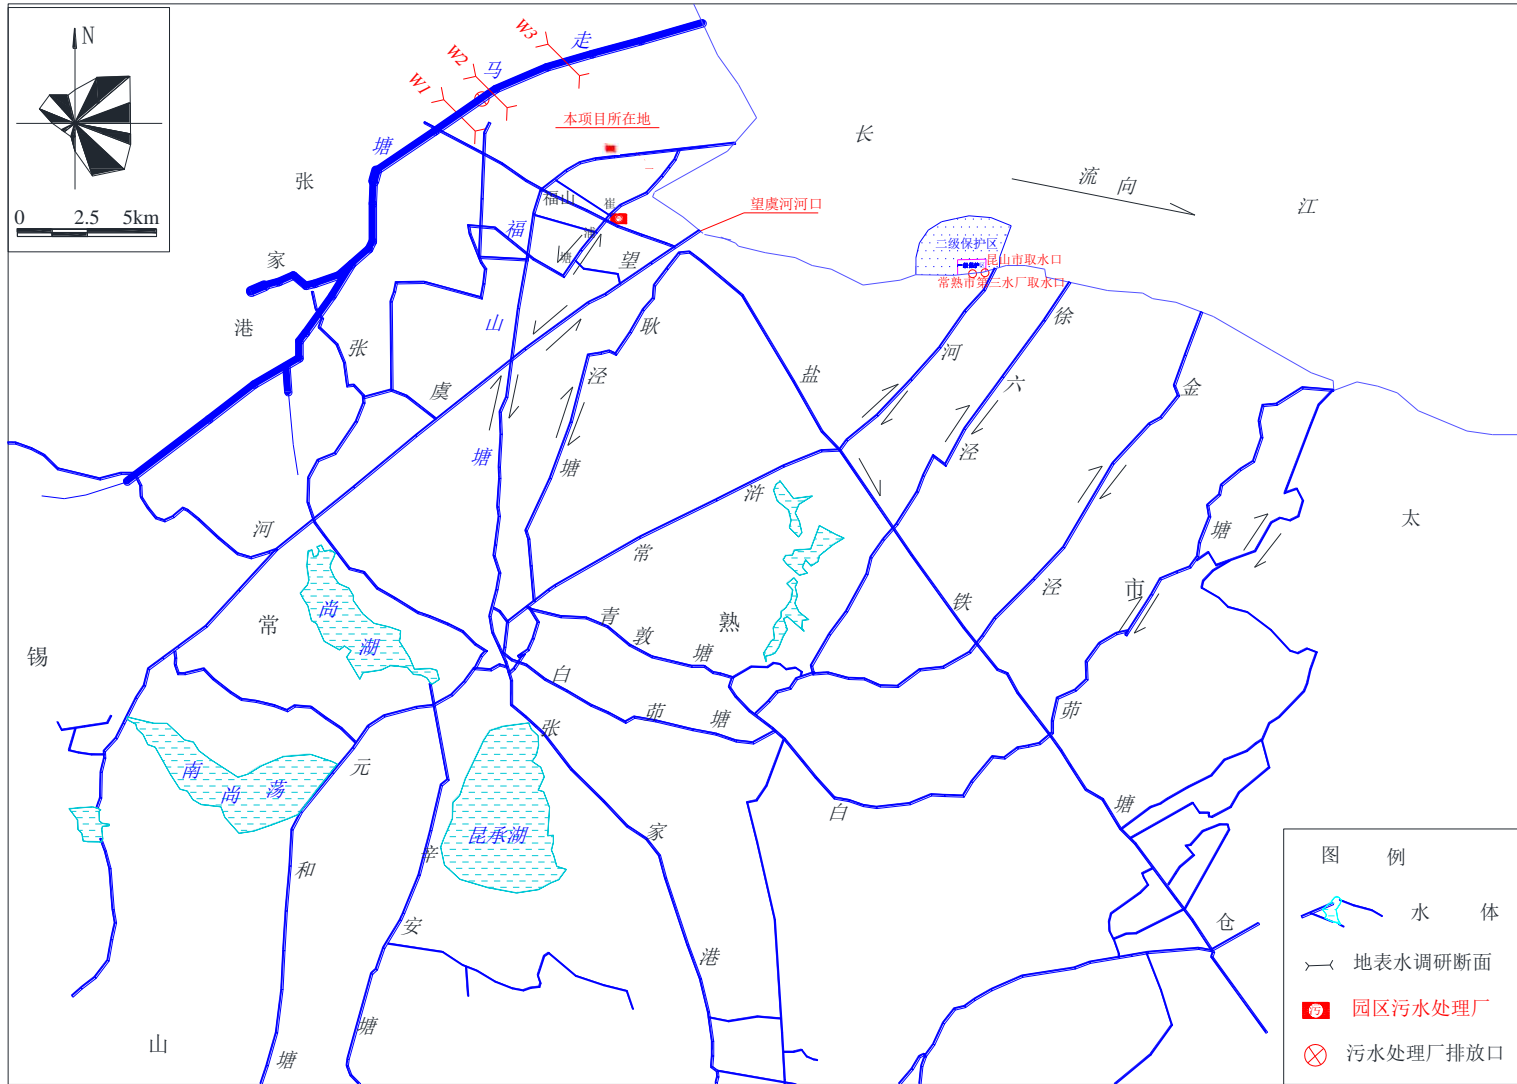 N
0 2.5 5km
W1
W2
W3
走
马
塘
本项目所在地
张
家
港
长
江
流向
福山
崔
浦
塘
污
望虞河河口
二级保护区
昆山市取水口
常熟市第三水厂取水口
福
山
塘
望
虞
河
张
耿
泾
塘
盐
铁
塘
河
徐
六
泾
金
泾
塘
浒
常
常
熟
市
太
仓
锡
山
尚
湖
青
敦
塘
白
茆
塘
茆
白
张
家
港
南
尚
荡
元
和
塘
昆承湖
辛
安
塘
图 例
水 体
地表水调研断面
污
园区污水处理厂
污水处理厂排放口